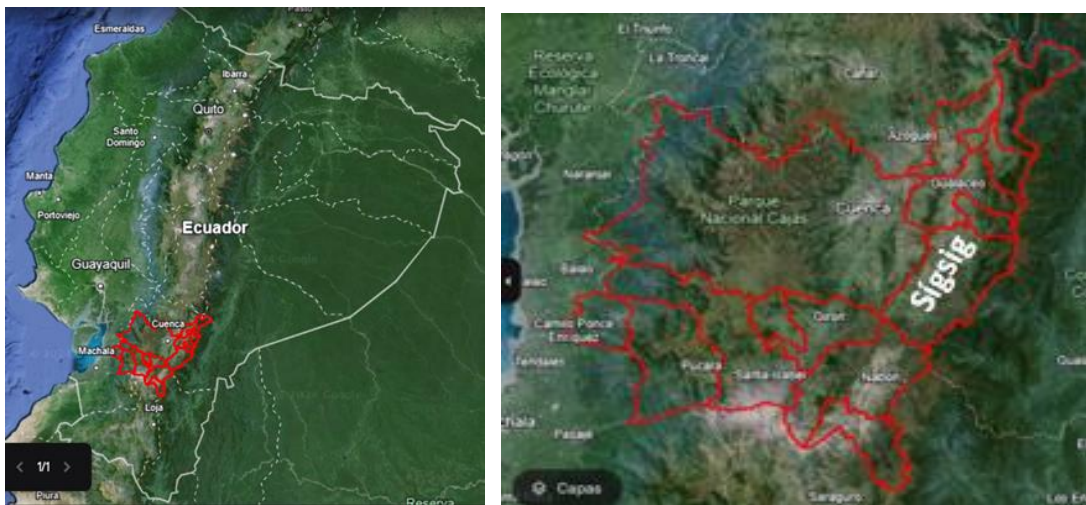 Esmeraldas
Pasto
Ibarra
Quito
Santo
Domingo
Manta
Portoviejo
Ecuador
Guayaquil
Cuenca
Machala
Loja
1/1
Piura
Reserva
El Triunfo
La Troncal
Reserva
Ecológica
Manglar
Churute
Cañar
Azogues
Naranjal
Gualaceo
Parque
Nacional Cajas
Cuenca
Sígsig
Balao
Camilo Ponce
Enríquez
Girón
Tendales
Pucará
Santa Isabel
Nabón
Pasaje
Capas
Saraguro